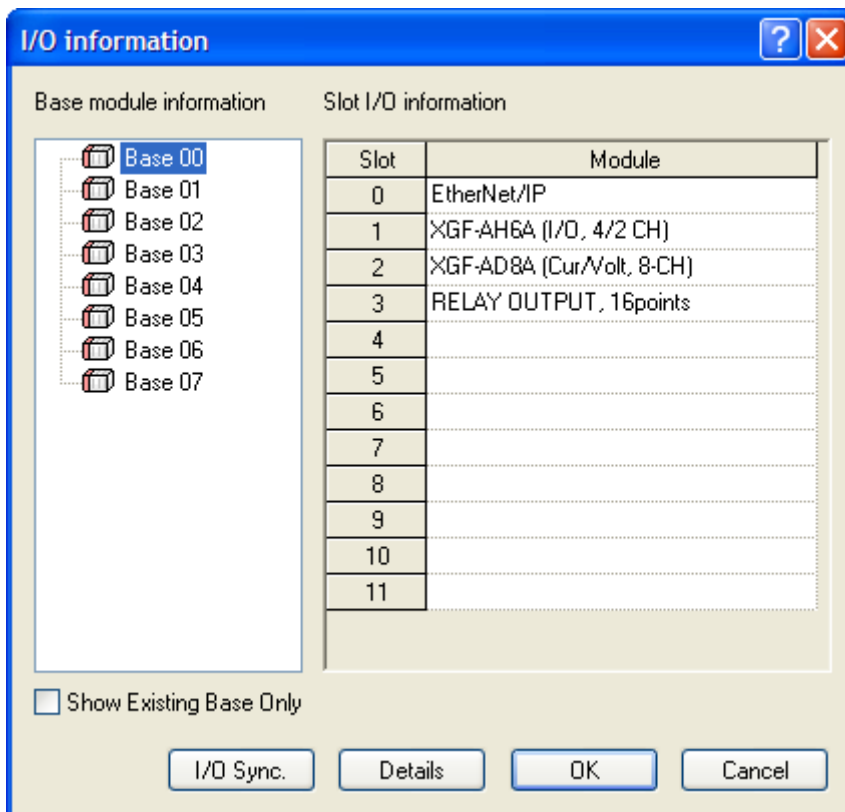 I/O information
Base module information
Slot I/O information
Base 00
Base 01
Base 02
Base 03
Base 04
Base 05
Base 06
Base 07
Slot Module
0 EtherNet/IP
1 XGF-AH6A (I/O, 4/2 CH)
2 XGF-AD8A (Cur/Volt, 8-CH)
3 RELAY OUTPUT, 16points
4
5
6
7
8
9
10
11
Show Existing Base Only
I/O Sync. Details OK Cancel